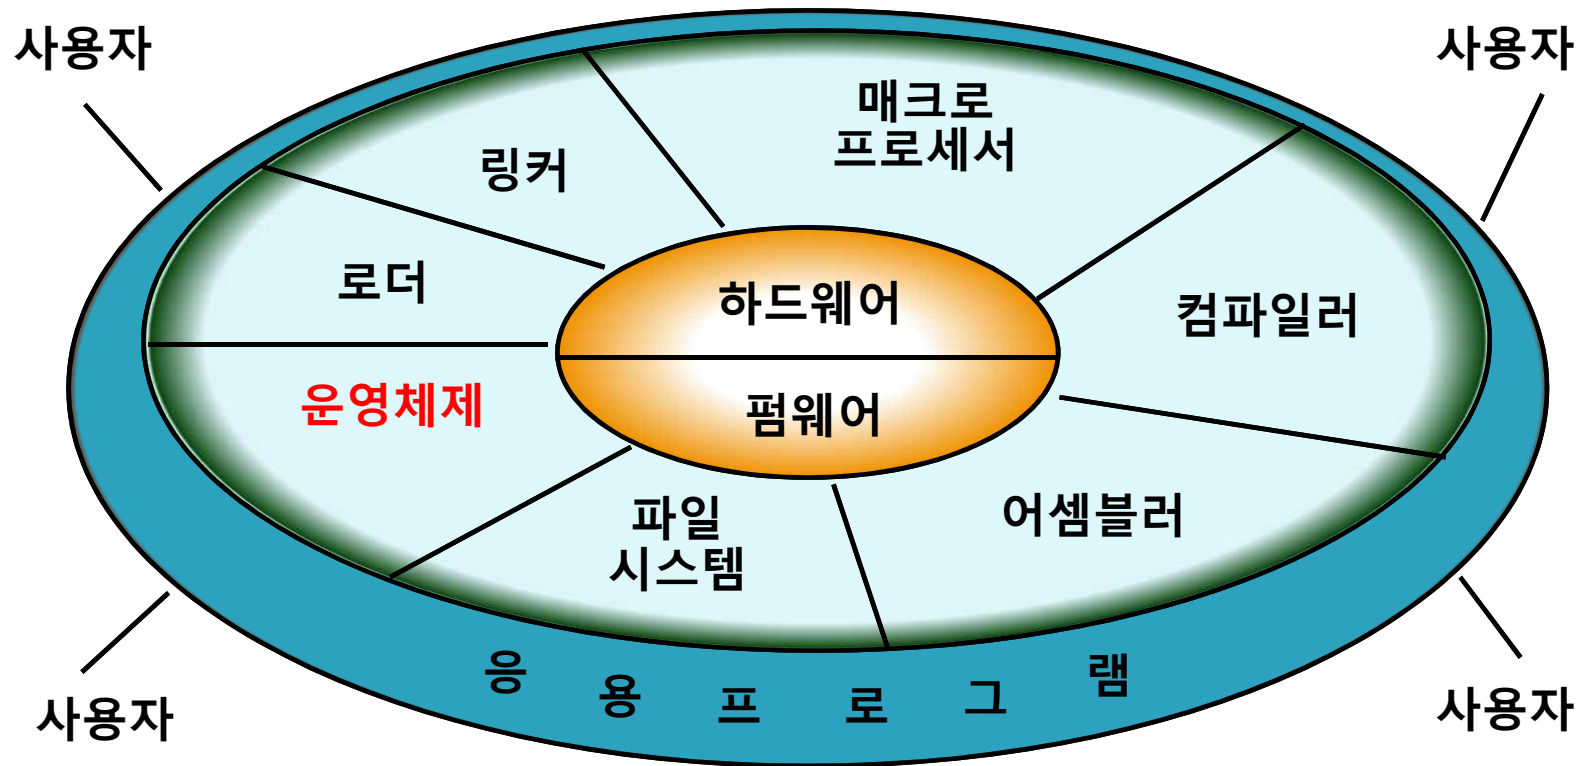 사용자
사용자
매크로
프로세서
링커
로더
하드웨어
컴파일러
운영체제
펌웨어
파일
시스템
어셈블러
응용프로그램
사용자
사용자